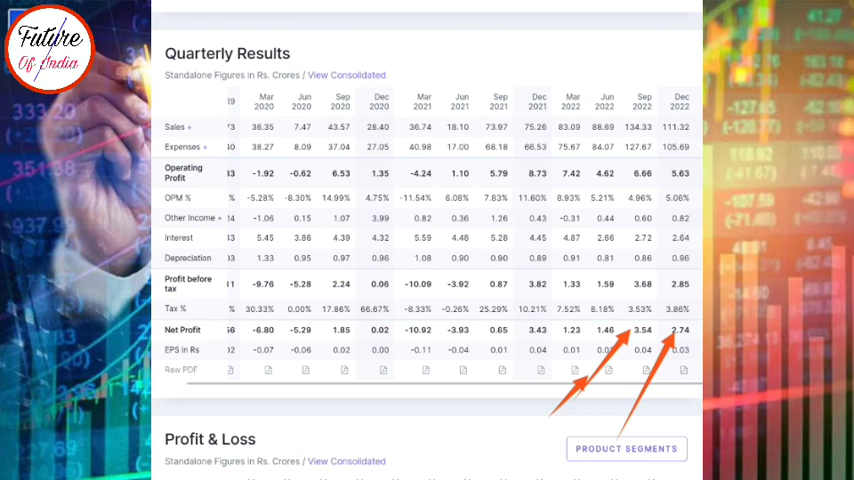 Future
Of India
Quarterly Results
Standalone Figures in Rs. Crores / View Consolidated
19 Mar 2020 Jun 2020 Sep 2020 Dec 2020 Mar 2021 Jun 2021 Sep 2021 Dec 2021 Mar 2022 Jun 2022 Sep 2022 Dec 2022
Sales + 73 36.35 7.47 43.57 28.40 36.74 18.10 73.97 75.26 83.09 88.69 134.33 111.32
Expenses + 40 38.27 8.09 37.04 27.05 40.98 17.00 68.18 66.53 75.67 84.07 127.67 105.69
Operating Profit 33 -1.92 -0.62 6.53 1.35 -4.24 1.10 5.79 8.73 7.42 4.62 6.66 5.63
OPM % % -5.28% -8.30% 14.99% 4.75% -11.54% 6.08% 7.83% 11.60% 8.93% 5.21% 4.96% 5.06%
Other Income + 24 -1.06 0.15 1.07 3.99 0.82 0.36 1.26 0.43 -0.31 0.44 0.60 0.82
Interest 43 5.45 3.86 4.39 4.32 5.59 4.48 5.28 4.45 4.87 2.66 2.72 2.64
Depreciation 03 1.33 0.95 0.97 0.96 1.08 0.90 0.90 0.89 0.91 0.81 0.86 0.96
Profit before tax 11 -9.76 -5.28 2.24 0.06 -10.09 -3.92 0.87 3.82 1.33 1.59 3.68 2.85
Tax % % 30.33% 0.00% 17.86% 66.67% -8.33% -0.26% 25.29% 10.21% 7.52% 8.18% 3.53% 3.86%
Net Profit 56 -6.80 -5.29 1.85 0.02 -10.92 -3.93 0.65 3.43 1.23 1.46 3.54 2.74
EPS in Rs 02 -0.07 -0.06 0.02 0.00 -0.11 -0.04 0.01 0.04 0.01 0.04 0.03
Raw PDF
Profit & Loss
PRODUCT SEGMENTS
Standalone Figures in Rs. Crores / View Consolidated